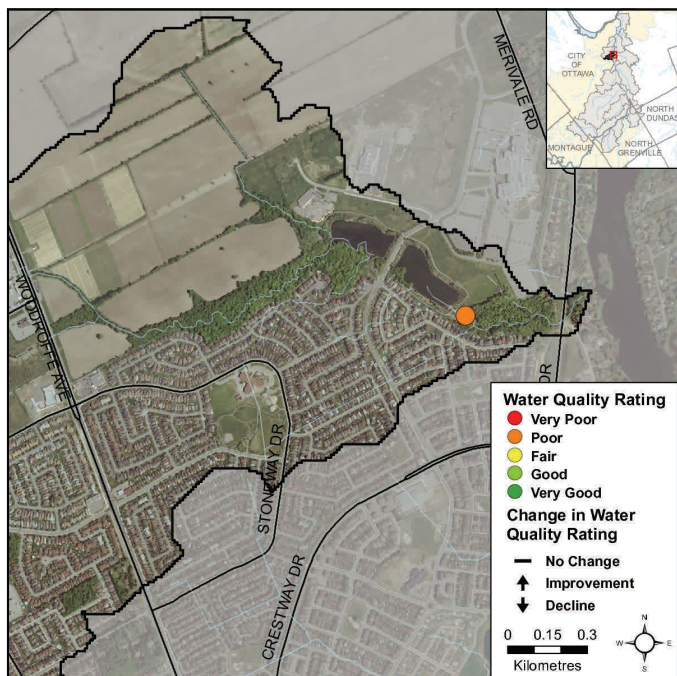 MERIVALE RD
CITY
OF
OTTAWA
NORTH
DUNDAS
MONTAGUE
NORTH
GRENVILLE
WOODROFFE AVE
STONEWAY DR
CRESTWAY DR
DR
Water Quality Rating
Very Poor
Poor
Fair
Good
Very Good
Change in Water
Quality Rating
No Change
Improvement
Decline
0 0.15 0.3
Kilometres
N
W E
S